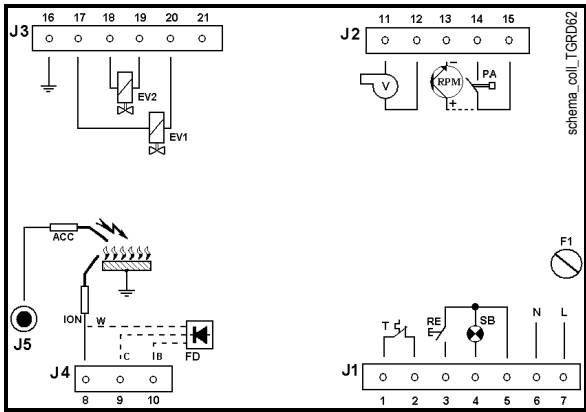 16 17 18 19 20 21
J3
EV2
EV1
11 12 13 14 15
J2
V
RPM
−
+
PA
schema_coll_TGRD62
ACC
J5
ION
W
C
IB
FD
J4
8 9 10
F1
T
RE
SB
N
L
J1
1 2 3 4 5 6 7